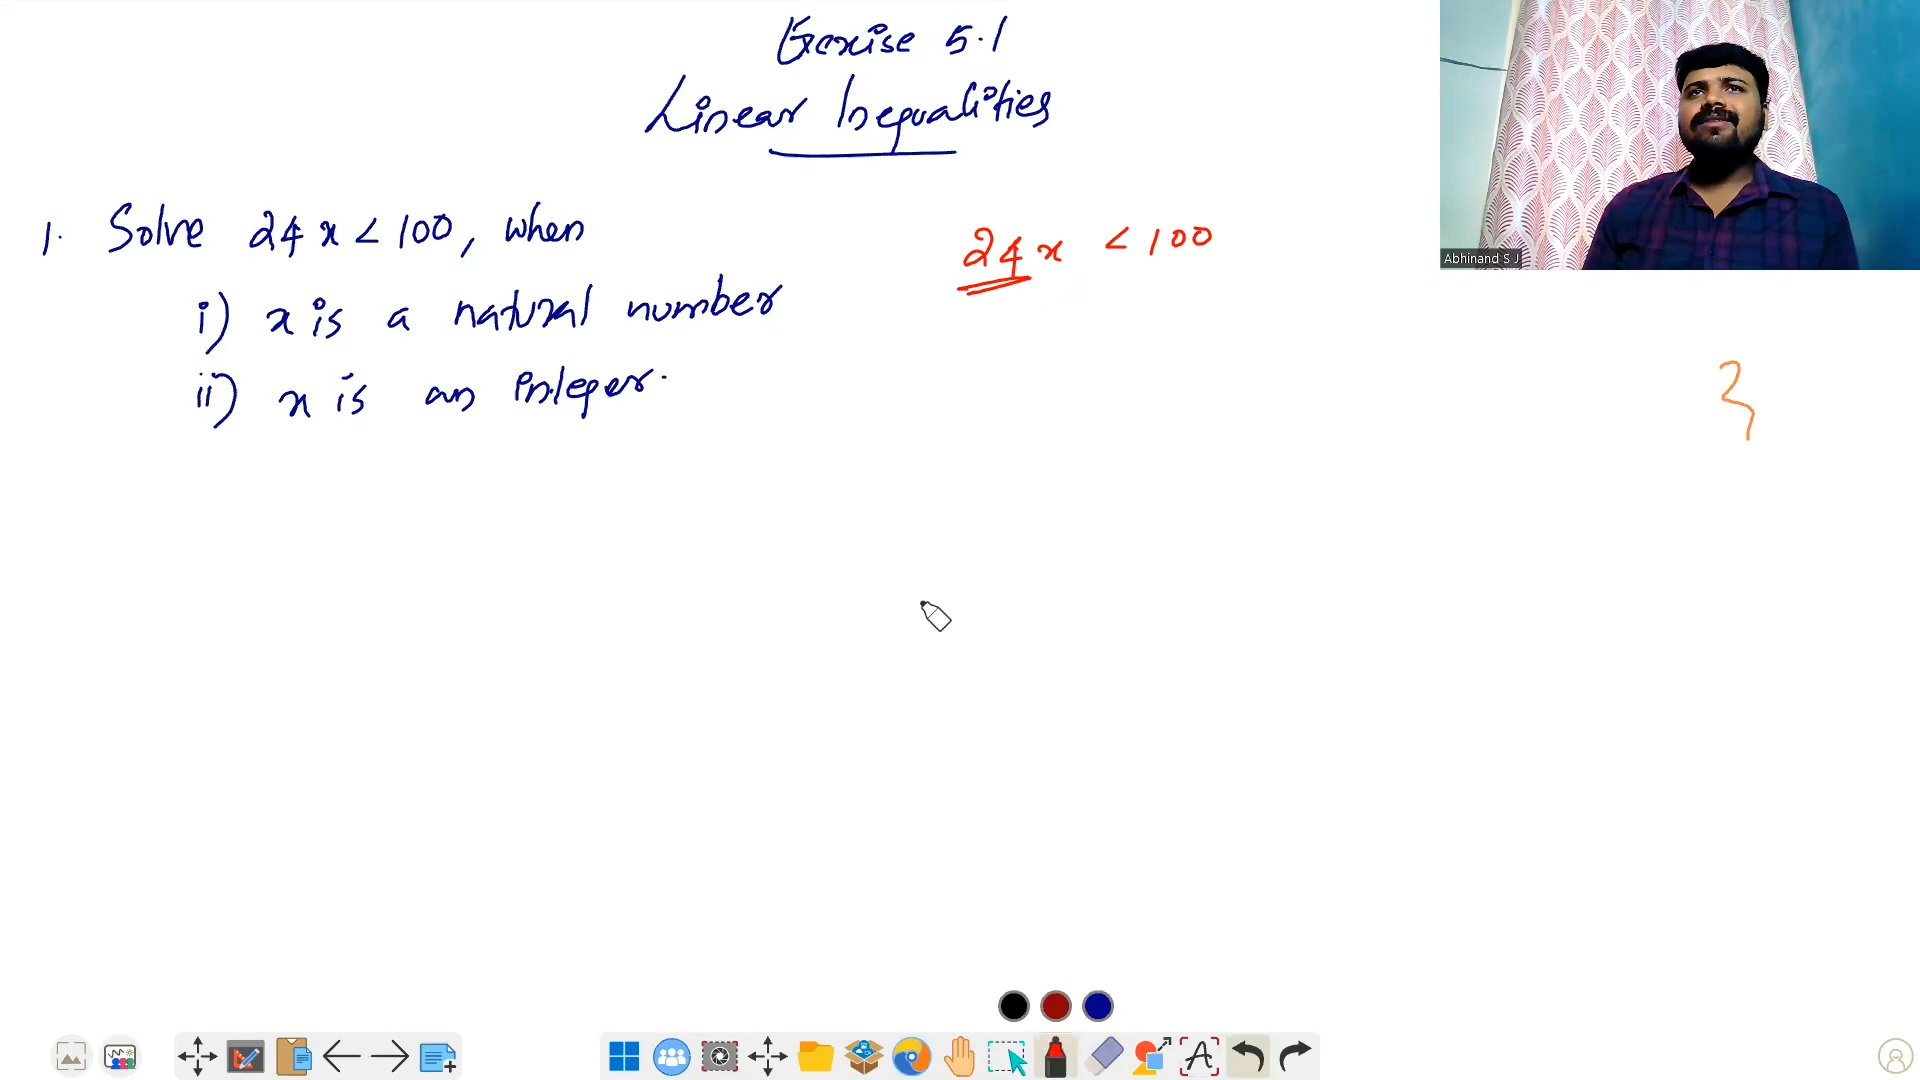 Exercise 5.1
Linear Inequalities
1. Solve 24x < 100, when
i) x is a natural number
ii) x is an integer.
24x < 100
Abhinand S J